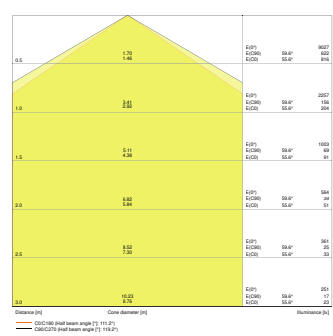 E(0°) 9027
1.70 E(C90) 59.6° 622
0.5 1.46 E(C0) 55.6° 816
E(0°) 2257
3.41 E(C90) 59.6° 156
1.0 2.92 E(C0) 55.6° 204
E(0°) 1003
5.11 E(C90) 59.6° 69
1.5 4.38 E(C0) 55.6° 91
E(0°) 564
6.82 E(C90) 59.6° 39
2.0 5.84 E(C0) 55.6° 51
E(0°) 361
8.52 E(C90) 59.6° 25
2.5 7.30 E(C0) 55.6° 33
E(0°) 251
10.23 E(C90) 59.6° 17
3.0 8.76 E(C0) 55.6° 23
Distance [m] Cone diameter [m] Illuminance [lx]
C0/C180 (Half beam angle [°]: 111.2°)
C90/C270 (Half beam angle [°]: 119.2°)